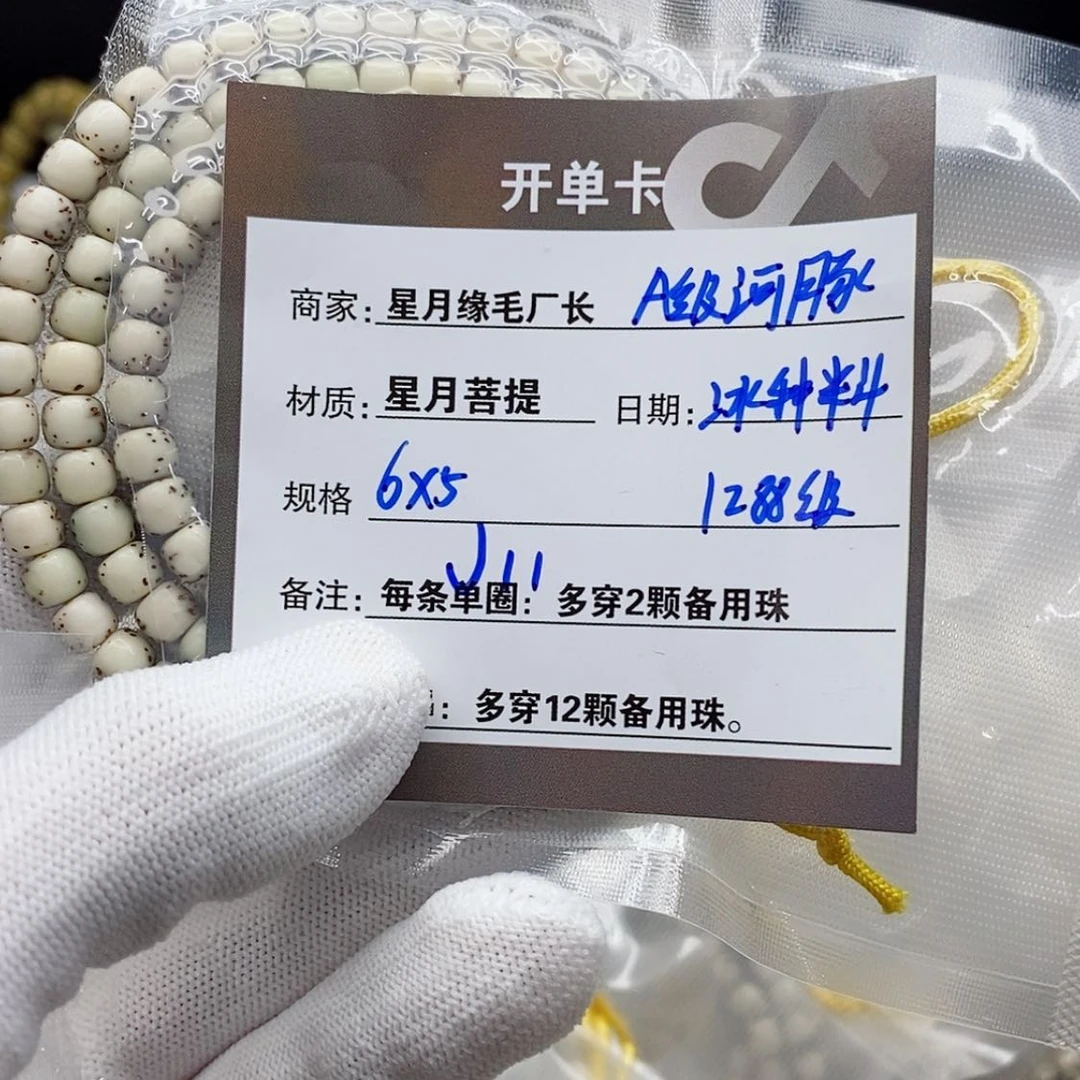 开单卡
商家：星月缘毛厂长 A级河豚
材质：星月菩提 日期：冰种料
规格 6X5 1288级
J11
备注：每条单圈：多穿2颗备用珠
：多穿12颗备用珠。